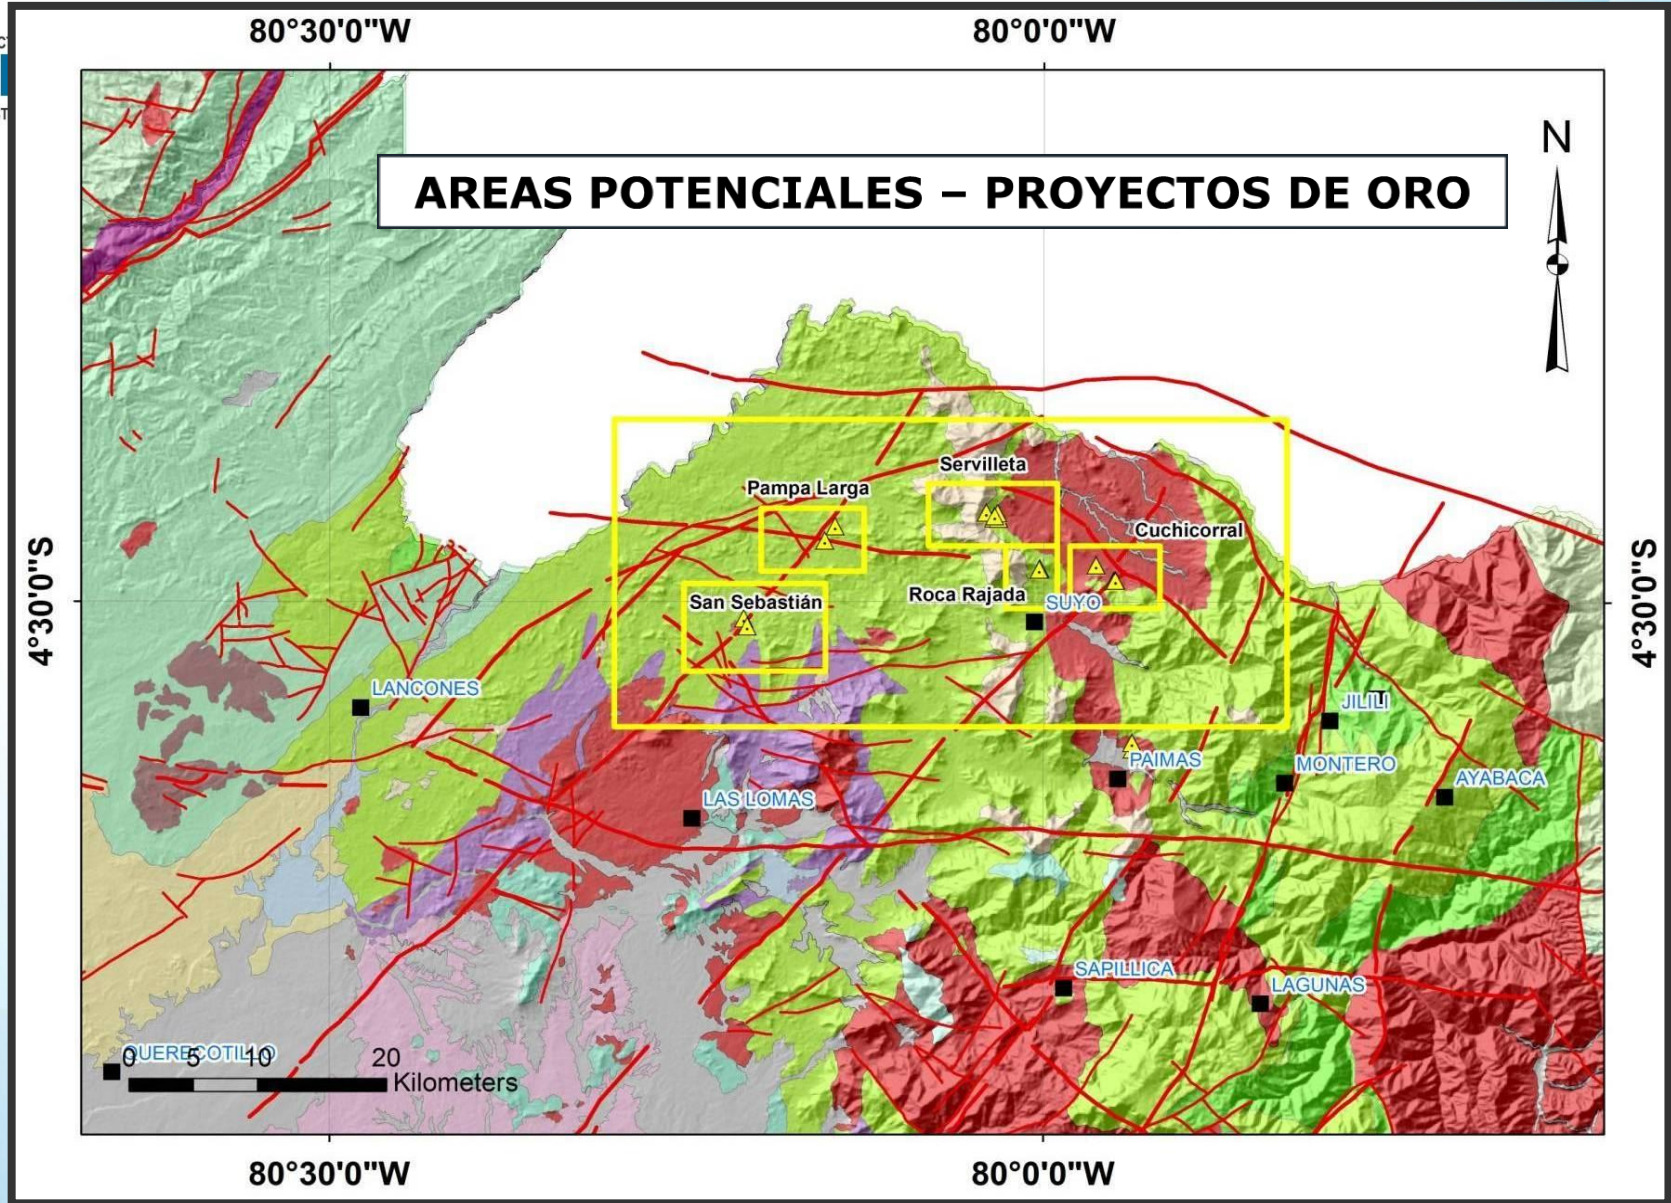 80°30'0"W
80°0'0"W
AREAS POTENCIALES – PROYECTOS DE ORO
N
Servilleta
Pampa Larga
Cuchicorral
4°30'0"S
4°30'0"S
Roca Rajada
San Sebastián
SUYO
LANCONES
JILILI
PAIMAS
MONTERO
AYABACA
LAS LOMAS
SAPILLICA
LAGUNAS
QUERECOTILLO
0 5 10 20
Kilometers
80°30'0"W
80°0'0"W